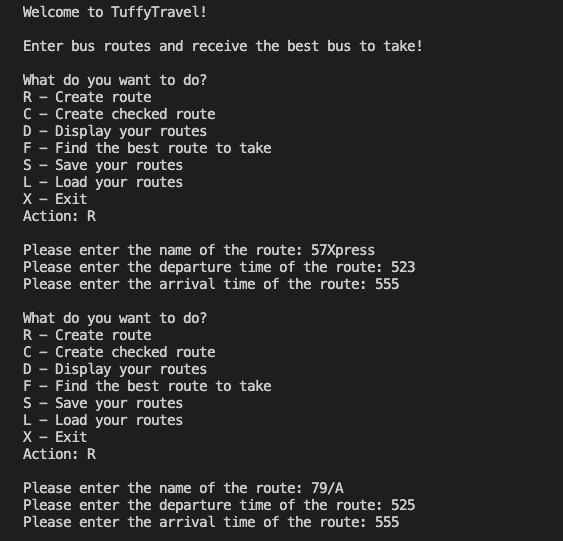 Welcome to TuffyTravel!
Enter bus routes and receive the best bus to take!
What do you want to do?
R – Create route
C – Create checked route
D – Display your routes
F – Find the best route to take
S – Save your routes
L – Load your routes
X – Exit
Action: R
Please enter the name of the route: 57Xpress
Please enter the departure time of the route: 523
Please enter the arrival time of the route: 555
What do you want to do?
R – Create route
C – Create checked route
D – Display your routes
F – Find the best route to take
S – Save your routes
L – Load your routes
X – Exit
Action: R
Please enter the name of the route: 79/A
Please enter the departure time of the route: 525
Please enter the arrival time of the route: 555